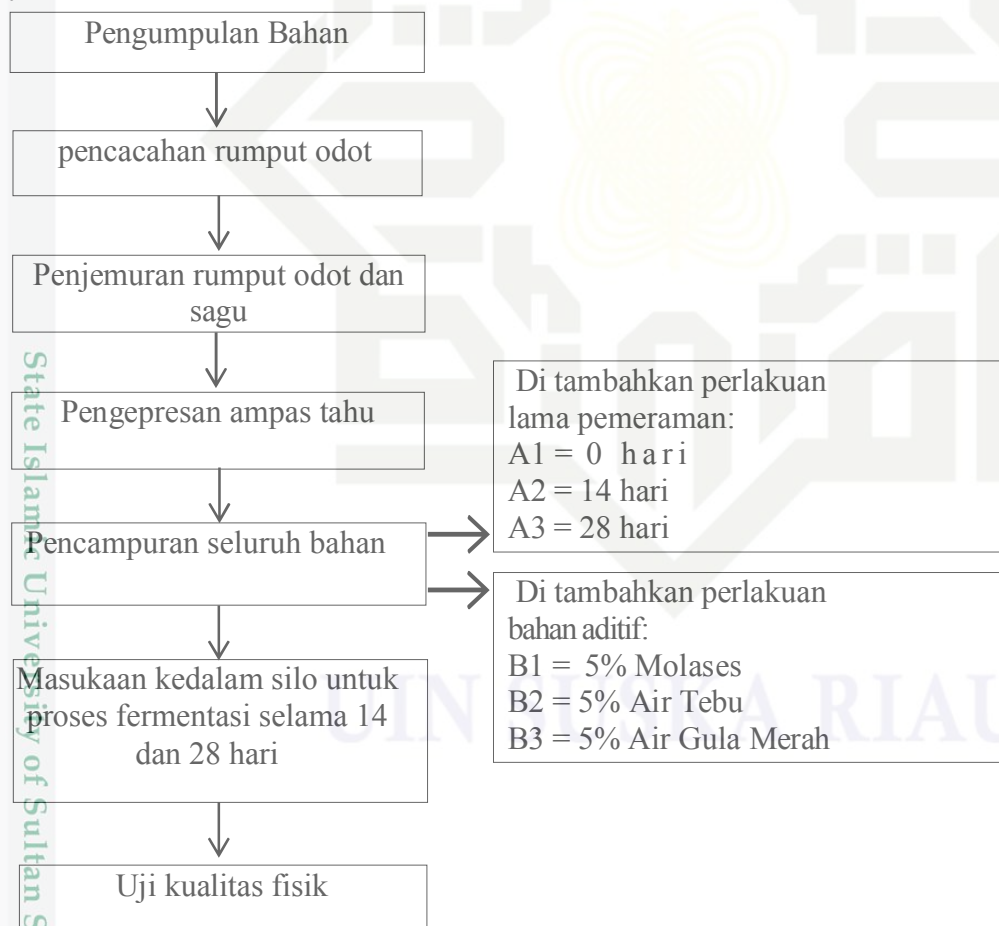 Pengumpulan Bahan
pencacahan rumput odot
Penjemuran rumput odot dan
sagu
Pengepresan ampas tahu
Pencampuran seluruh bahan
Di tambahkan perlakuan
lama pemeraman:
A1 = 0 hari
A2 = 14 hari
A3 = 28 hari
Di tambahkan perlakuan
bahan aditif:
B1 = 5% Molases
B2 = 5% Air Tebu
B3 = 5% Air Gula Merah
Masukaan kedalam silo untuk
proses fermentasi selama 14
dan 28 hari
Uji kualitas fisik
State Islamic University of Sultan S
UIN SUSKA RIAU